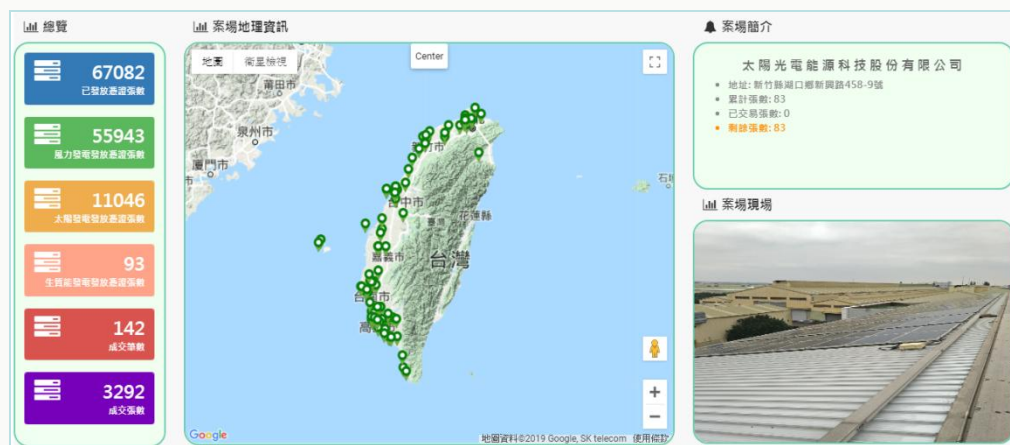 總覽
67082
已發放憑證張數
55943
風力發電發放憑證張數
11046
太陽發電發放憑證張數
93
生質能發電發放憑證張數
142
成交筆數
3292
成交張數
案場地理資訊
地圖
衛星檢視
Center
莆田市
泉州市
廈門市
新竹市
台中市
花蓮縣
臺灣
嘉義市
台灣
台南市
高雄市
石垣
Google
地圖資料©2019 Google, SK telecom
使用條款
案場簡介
太陽光電能源科技股份有限公司
地址: 新竹縣湖口鄉新興路458-9號
累計張數: 83
已交易張數: 0
剩餘張數: 83
案場現場